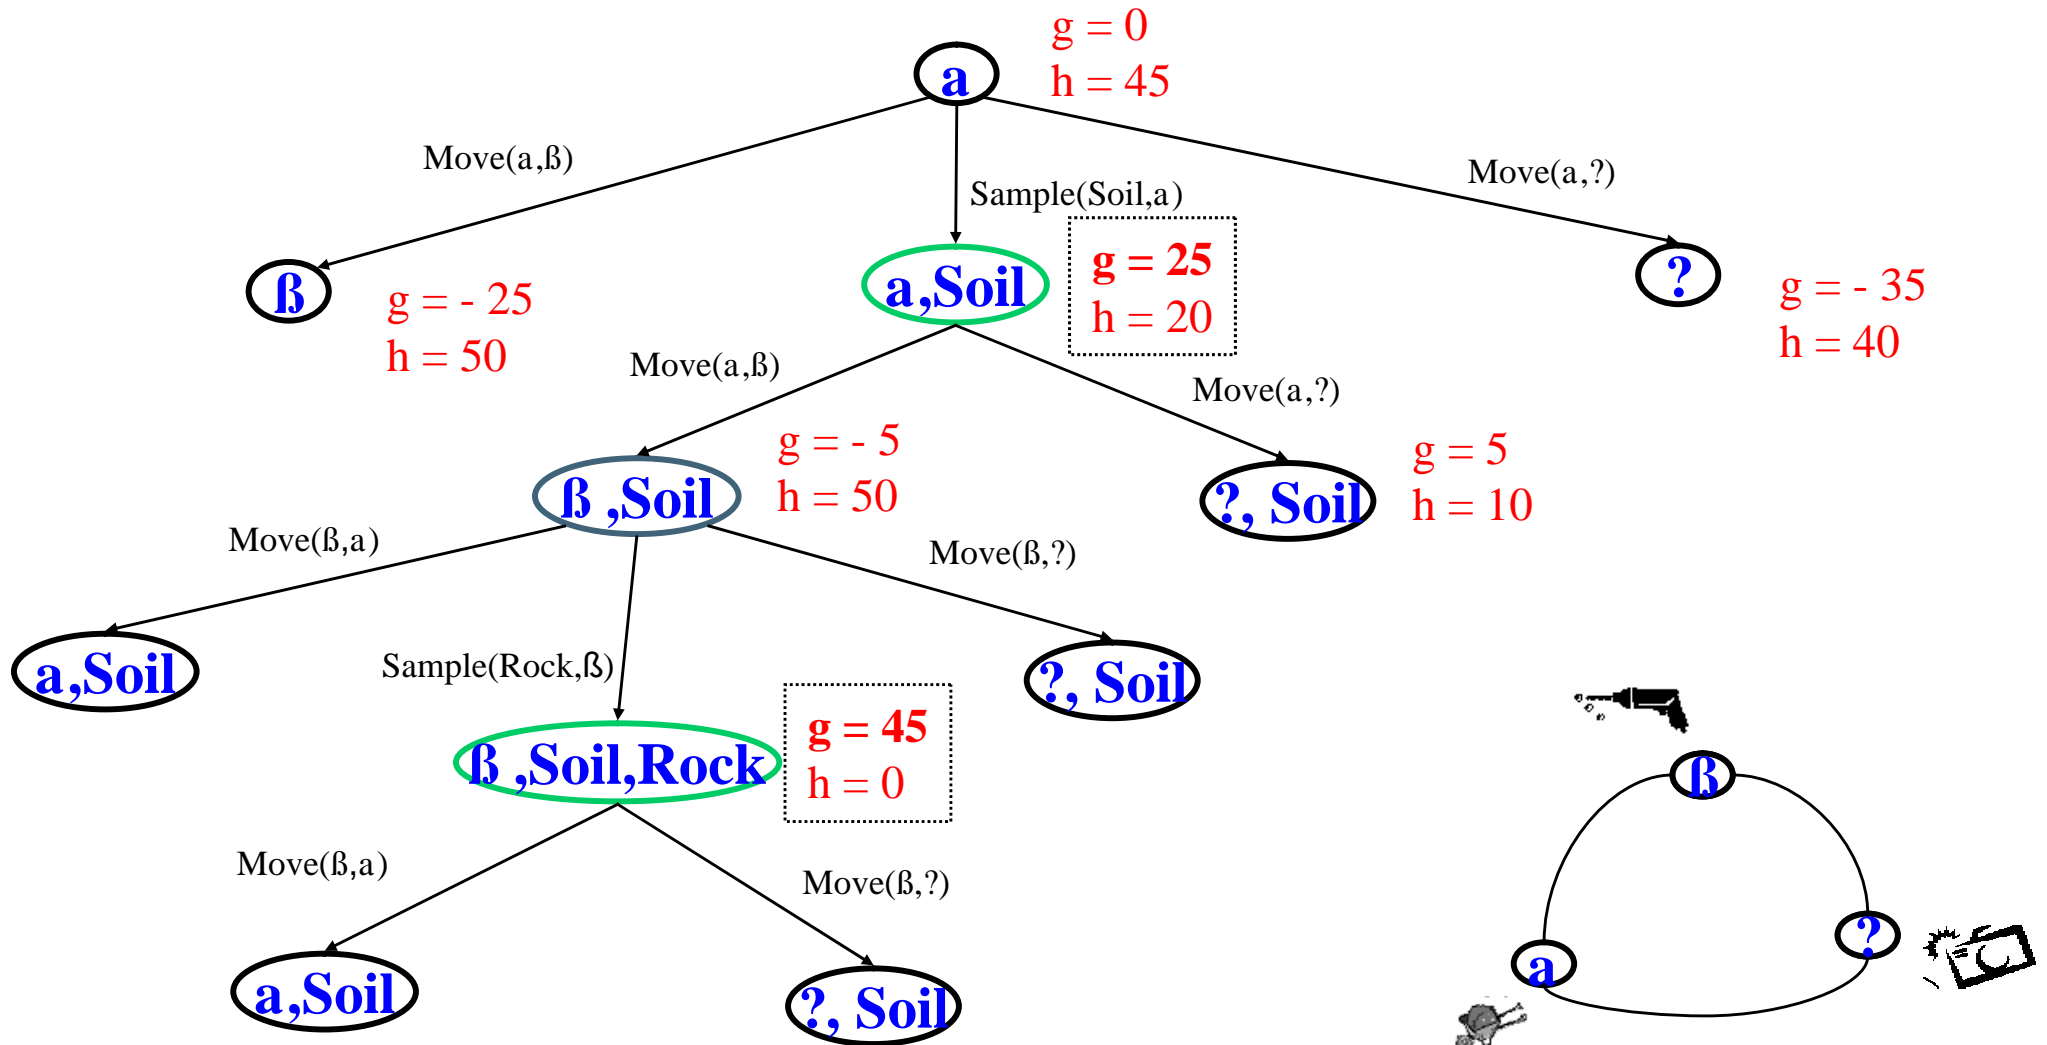 g = 0
a
h = 45
Move(a,ß)
Move(a,?)
Sample(Soil,a)
ß
g = - 25
h = 50
a,Soil
g = 25
h = 20
?
g = - 35
h = 40
Move(a,ß)
Move(a,?)
ß ,Soil
g = - 5
h = 50
?, Soil
g = 5
h = 10
Move(ß,a)
Move(ß,?)
a,Soil
Sample(Rock,ß)
?, Soil
ß ,Soil,Rock
g = 45
h = 0
ß
Move(ß,a)
Move(ß,?)
?
a
a,Soil
?, Soil